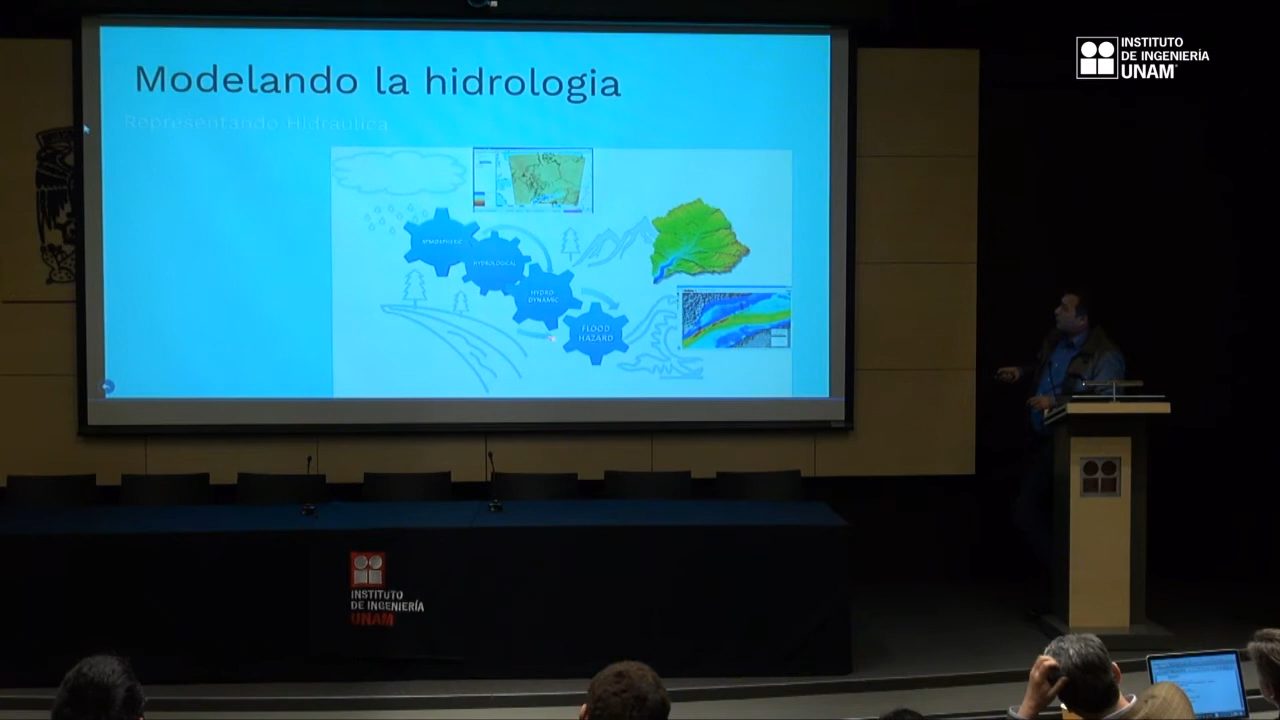 Modelando la hidrologia
Representando Hidraulica
ATMOSPHERIC
HYDROLOGICAL
HYDRO
DYNAMIC
FLOOD
HAZARD
INSTITUTO
DE INGENIERÍA
UNAM
INSTITUTO
DE INGENIERÍA
UNAM